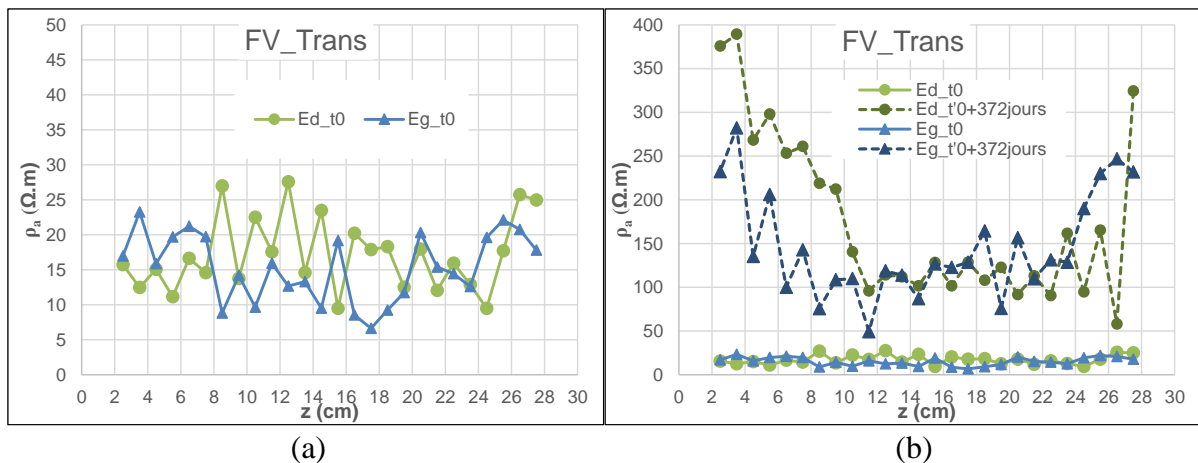 FV_Trans
Ed_t0 Eg_t0
50
45
40
35
30
25
20
15
10
5
0
ρa (Ω.m)
0 2 4 6 8 10 12 14 16 18 20 22 24 26 28 30
z (cm)
(a)
FV_Trans
Ed_t0
Ed_t'0+372jours
Eg_t0
Eg_t'0+372jours
400
350
300
250
200
150
100
50
0
ρa (Ω.m)
0 2 4 6 8 10 12 14 16 18 20 22 24 26 28 30
z (cm)
(b)